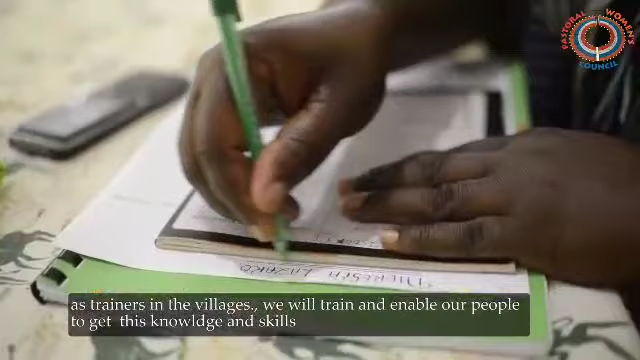 PASTORAL WOMEN'S
COUNCIL
as trainers in the villages., we will train and enable our people
to get this knowldge and skills